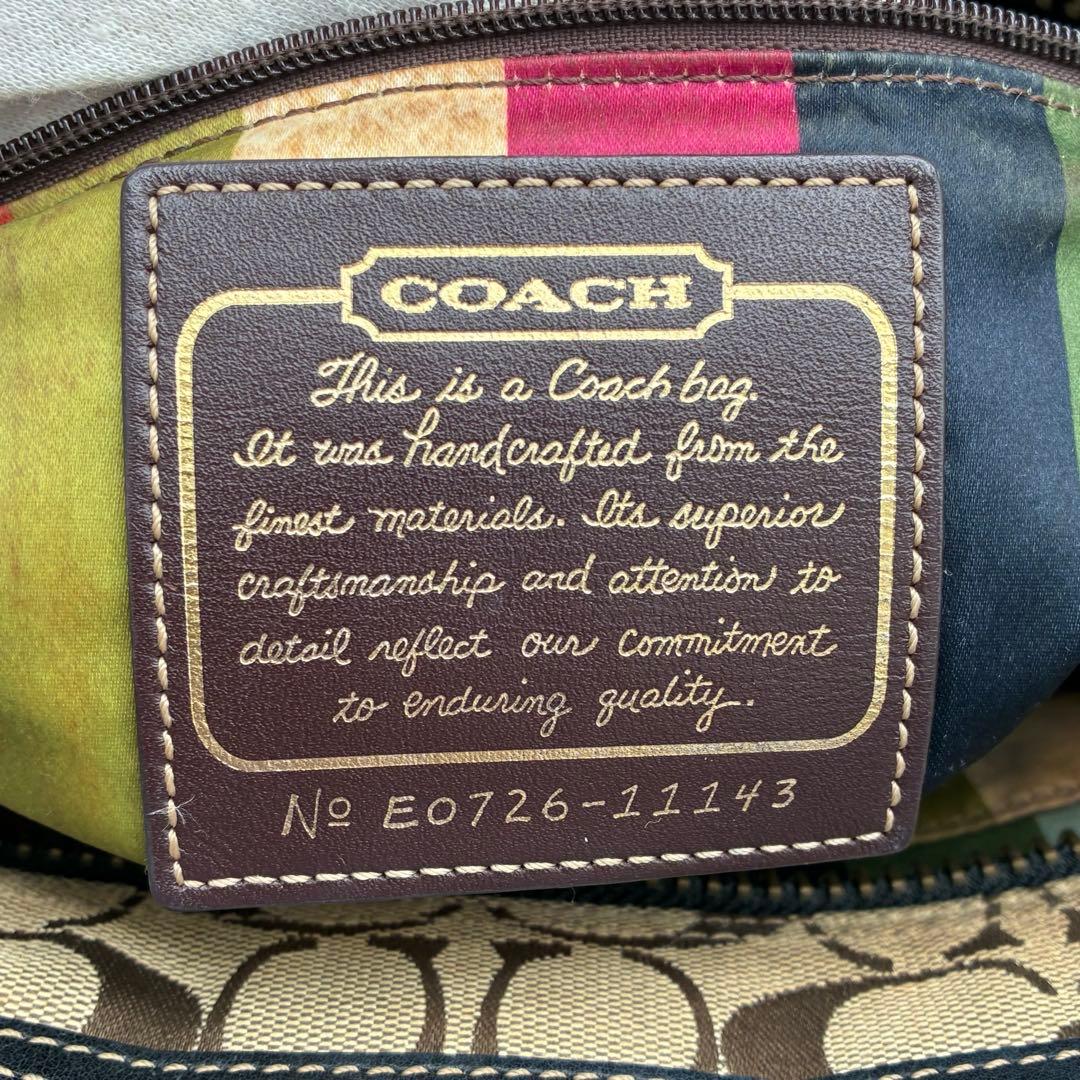 COACH
This is a Coach bag.
It was handcrafted from the
finest materials. Its superior
craftsmanship and attention to
detail reflect our commitment
to enduring quality.
Nº E0726-11143